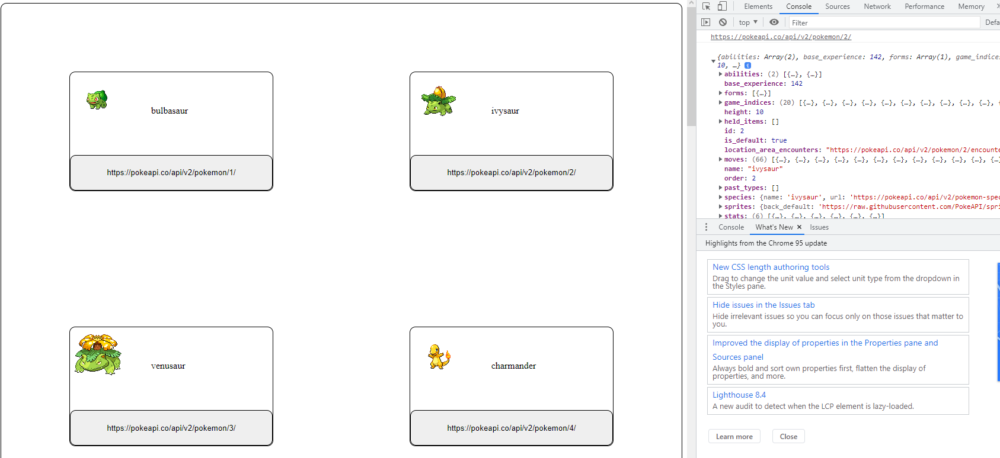 bulbasaur
ivysaur
https://pokeapi.co/api/v2/pokemon/1/
https://pokeapi.co/api/v2/pokemon/2/
venusaur
charmander
https://pokeapi.co/api/v2/pokemon/3/
https://pokeapi.co/api/v2/pokemon/4/
Elements Console Sources Network Performance Memory
top Filter Defa
https://pokeapi.co/api/v2/pokemon/2/
{abilities: Array(2), base_experience: 142, forms: Array(1), game_indices
10, …} i
abilities: (2) [{…}, {…}]
base_experience: 142
forms: [{…}]
game_indices: (20) [{…}, {…}, {…}, {…}, {…}, {…}, {…}, {…}, {…}, {…},
height: 10
held_items: []
id: 2
is_default: true
location_area_encounters: "https://pokeapi.co/api/v2/pokemon/2/encounte
moves: (66) [{…}, {…}, {…}, {…}, {…}, {…}, {…}, {…}, {…}, {…}, {…}, {…}
name: "ivysaur"
order: 2
past_types: []
species: {name: 'ivysaur', url: 'https://pokeapi.co/api/v2/pokemon-spec
sprites: {back_default: 'https://raw.githubusercontent.com/PokeAPI/spri
stats: (6) [{…}, {…}, {…}, {…}, {…}, {…}]
Console What's New × Issues
Highlights from the Chrome 95 update
New CSS length authoring tools
Drag to change the unit value and select unit type from the dropdown in
the Styles pane.
Hide issues in the Issues tab
Hide irrelevant issues so you can focus only on those issues that matter to
you.
Improved the display of properties in the Properties pane and
Sources panel
Always bold and sort own properties first, flatten the display of
properties, and more.
Lighthouse 8.4
A new audit to detect when the LCP element is lazy-loaded.
Learn more Close